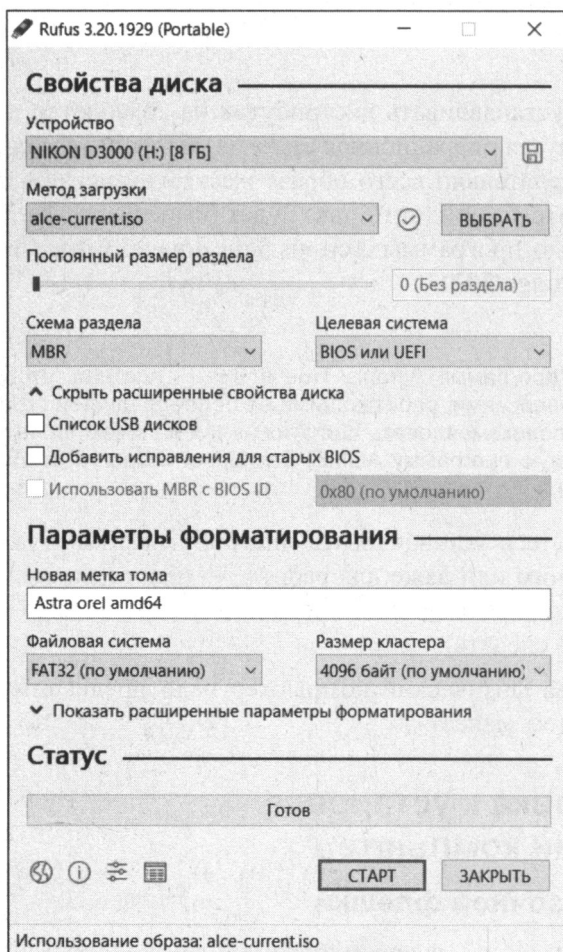 Rufus 3.20.1929 (Portable)
Свойства диска
Устройство
NIKON D3000 (H:) [8 ГБ]
Метод загрузки
alce-current.iso
ВЫБРАТЬ
Постоянный размер раздела
0 (Без раздела)
Схема раздела
Целевая система
MBR
BIOS или UEFI
Скрыть расширенные свойства диска
Список USB дисков
Добавить исправления для старых BIOS
Использовать MBR с BIOS ID
0x80 (по умолчанию)
Параметры форматирования
Новая метка тома
Astra orel amd64
Файловая система
Размер кластера
FAT32 (по умолчанию)
4096 байт (по умолчанию)
Показать расширенные параметры форматирования
Статус
Готов
СТАРТ
ЗАКРЫТЬ
Использование образа: alce-current.iso